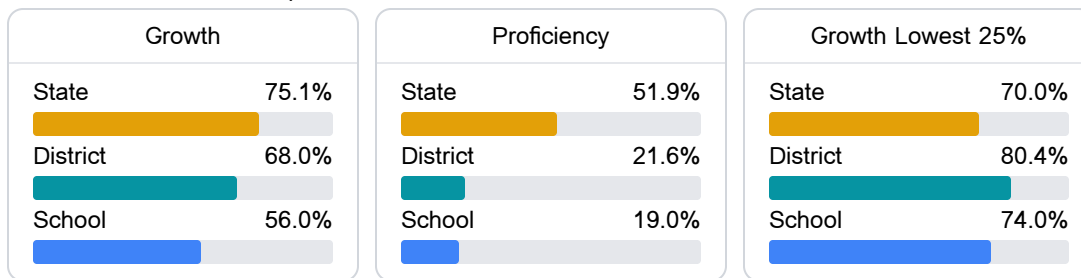 Growth
State 75.1%
District 68.0%
School 56.0%
Proficiency
State 51.9%
District 21.6%
School 19.0%
Growth Lowest 25%
State 70.0%
District 80.4%
School 74.0%